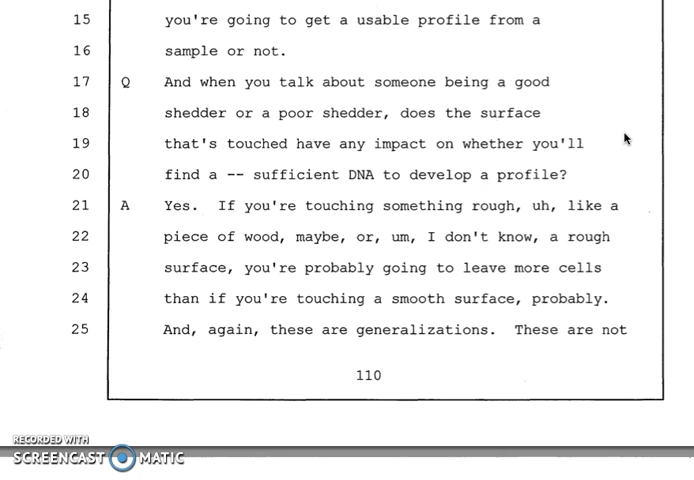 15 you're going to get a usable profile from a
16 sample or not.
17 Q And when you talk about someone being a good
18 shedder or a poor shedder, does the surface
19 that's touched have any impact on whether you'll
20 find a -- sufficient DNA to develop a profile?
21 A Yes. If you're touching something rough, uh, like a
22 piece of wood, maybe, or, um, I don't know, a rough
23 surface, you're probably going to leave more cells
24 than if you're touching a smooth surface, probably.
25 And, again, these are generalizations. These are not
110
RECORDED WITH
SCREENCAST MATIC